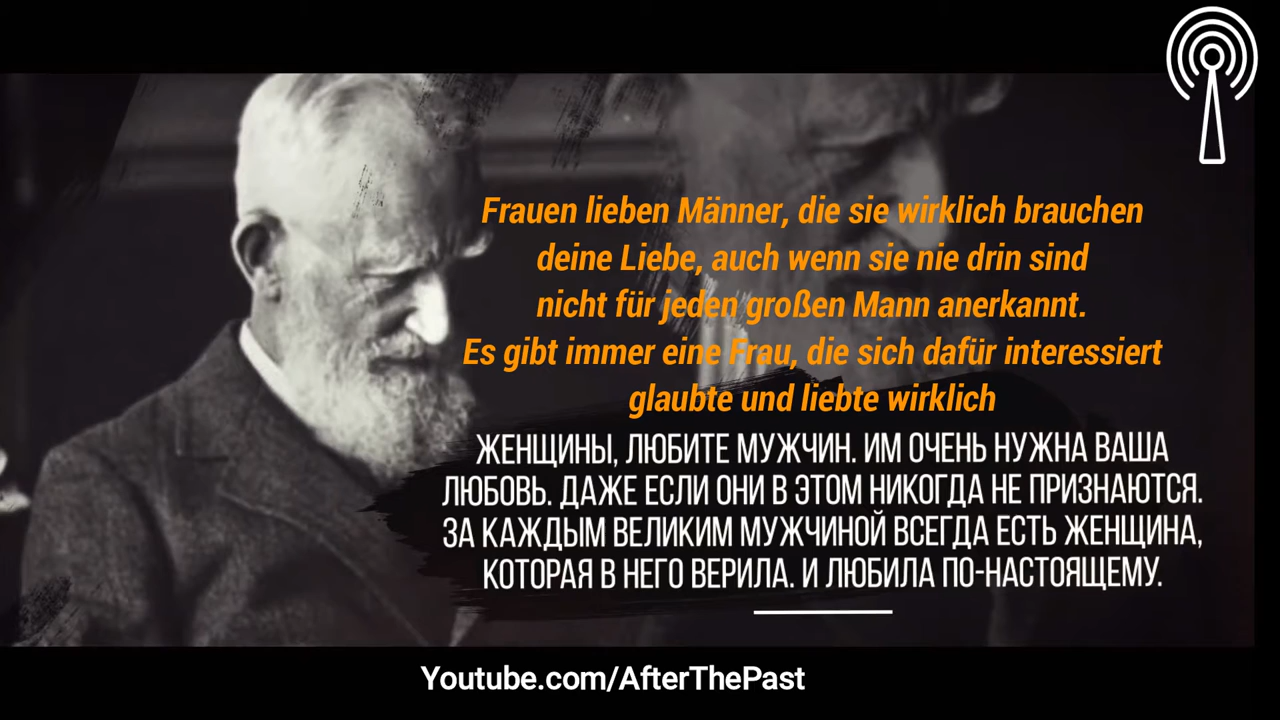 Frauen lieben Männer, die sie wirklich brauchen
deine Liebe, auch wenn sie nie drin sind
nicht für jeden großen Mann anerkannt.
Es gibt immer eine Frau, die sich dafür interessiert
glaubte und liebte wirklich
ЖЕНЩИНЫ, ЛЮБИТЕ МУЖЧИН. ИМ ОЧЕНЬ НУЖНА ВАША
ЛЮБОВЬ. ДАЖЕ ЕСЛИ ОНИ В ЭТОМ НИКОГДА НЕ ПРИЗНАЮТСЯ.
ЗА КАЖДЫМ ВЕЛИКИМ МУЖЧИНОЙ ВСЕГДА ЕСТЬ ЖЕНЩИНА,
КОТОРАЯ В НЕГО ВЕРИЛА. И ЛЮБИЛА ПО-НАСТОЯЩЕМУ.
Youtube.com/AfterThePast